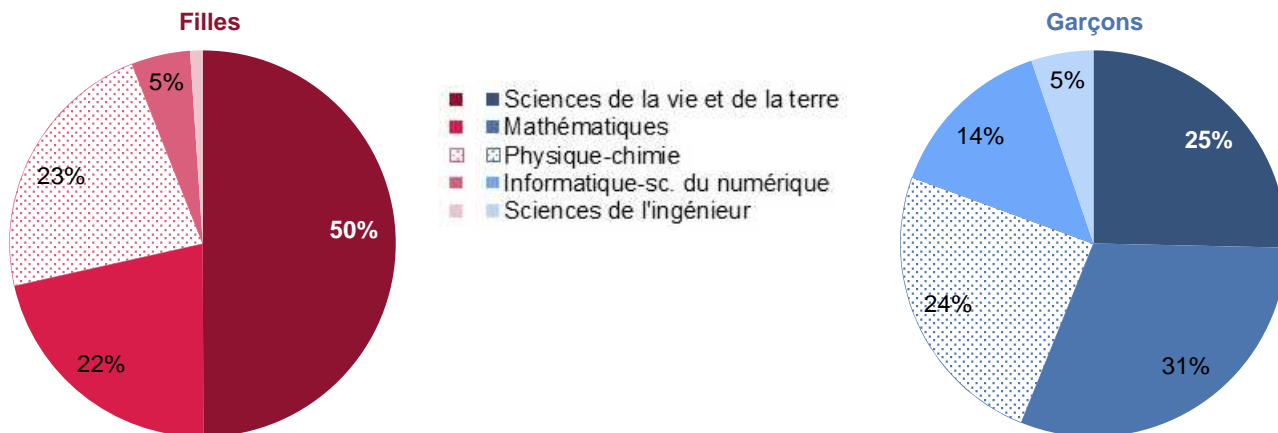 Filles
Garçons
5%
23%
50%
22%
Sciences de la vie et de la terre
Mathématiques
Physique-chimie
Informatique-sc. du numérique
Sciences de l'ingénieur
5%
14%
25%
24%
31%